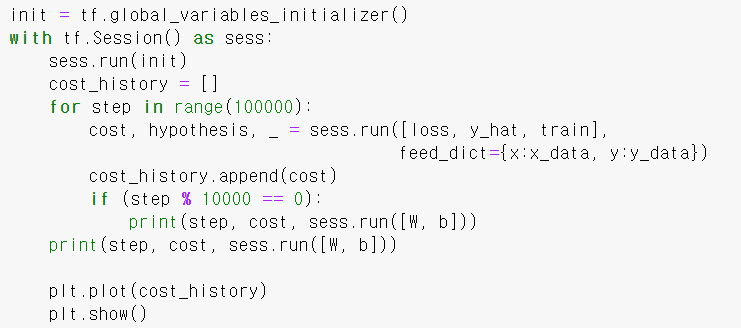 init = tf.global_variables_initializer()
with tf.Session() as sess:
    sess.run(init)
    cost_history = []
    for step in range(100000):
        cost, hypothesis, _ = sess.run([loss, y_hat, train],
                                       feed_dict={x:x_data, y:y_data})
        cost_history.append(cost)
        if (step % 10000 == 0):
            print(step, cost, sess.run([W, b]))
    print(step, cost, sess.run([W, b]))

    plt.plot(cost_history)
    plt.show()